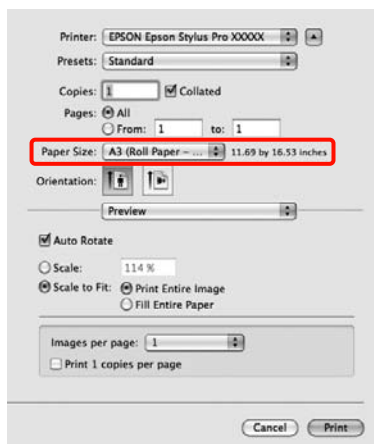 Printer: EPSON Epson Stylus Pro XXXXX
Presets: Standard
Copies: 1 Collated
Pages: All
From: 1 to: 1
Paper Size: A3 (Roll Paper - ... 11.69 by 16.53 inches
Orientation:
Preview
Auto Rotate
Scale: 114 %
Scale to Fit: Print Entire Image
Fill Entire Paper
Images per page: 1
Print 1 copies per page
Cancel Print